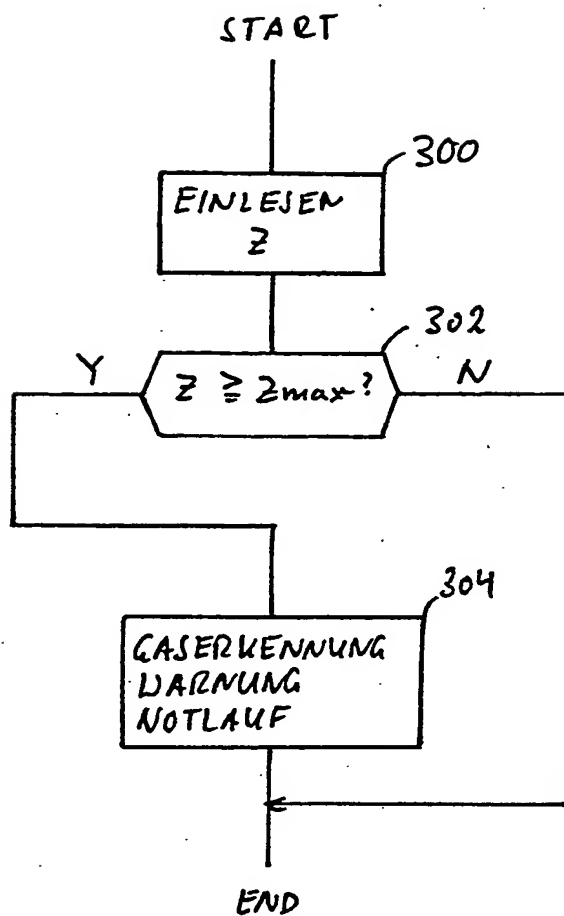 START
300
EINLESEN
Z
302
Y
Z ≧ Zmax?
N
304
GASERKENNUNG
WARNUNG
NOTLAUF
END